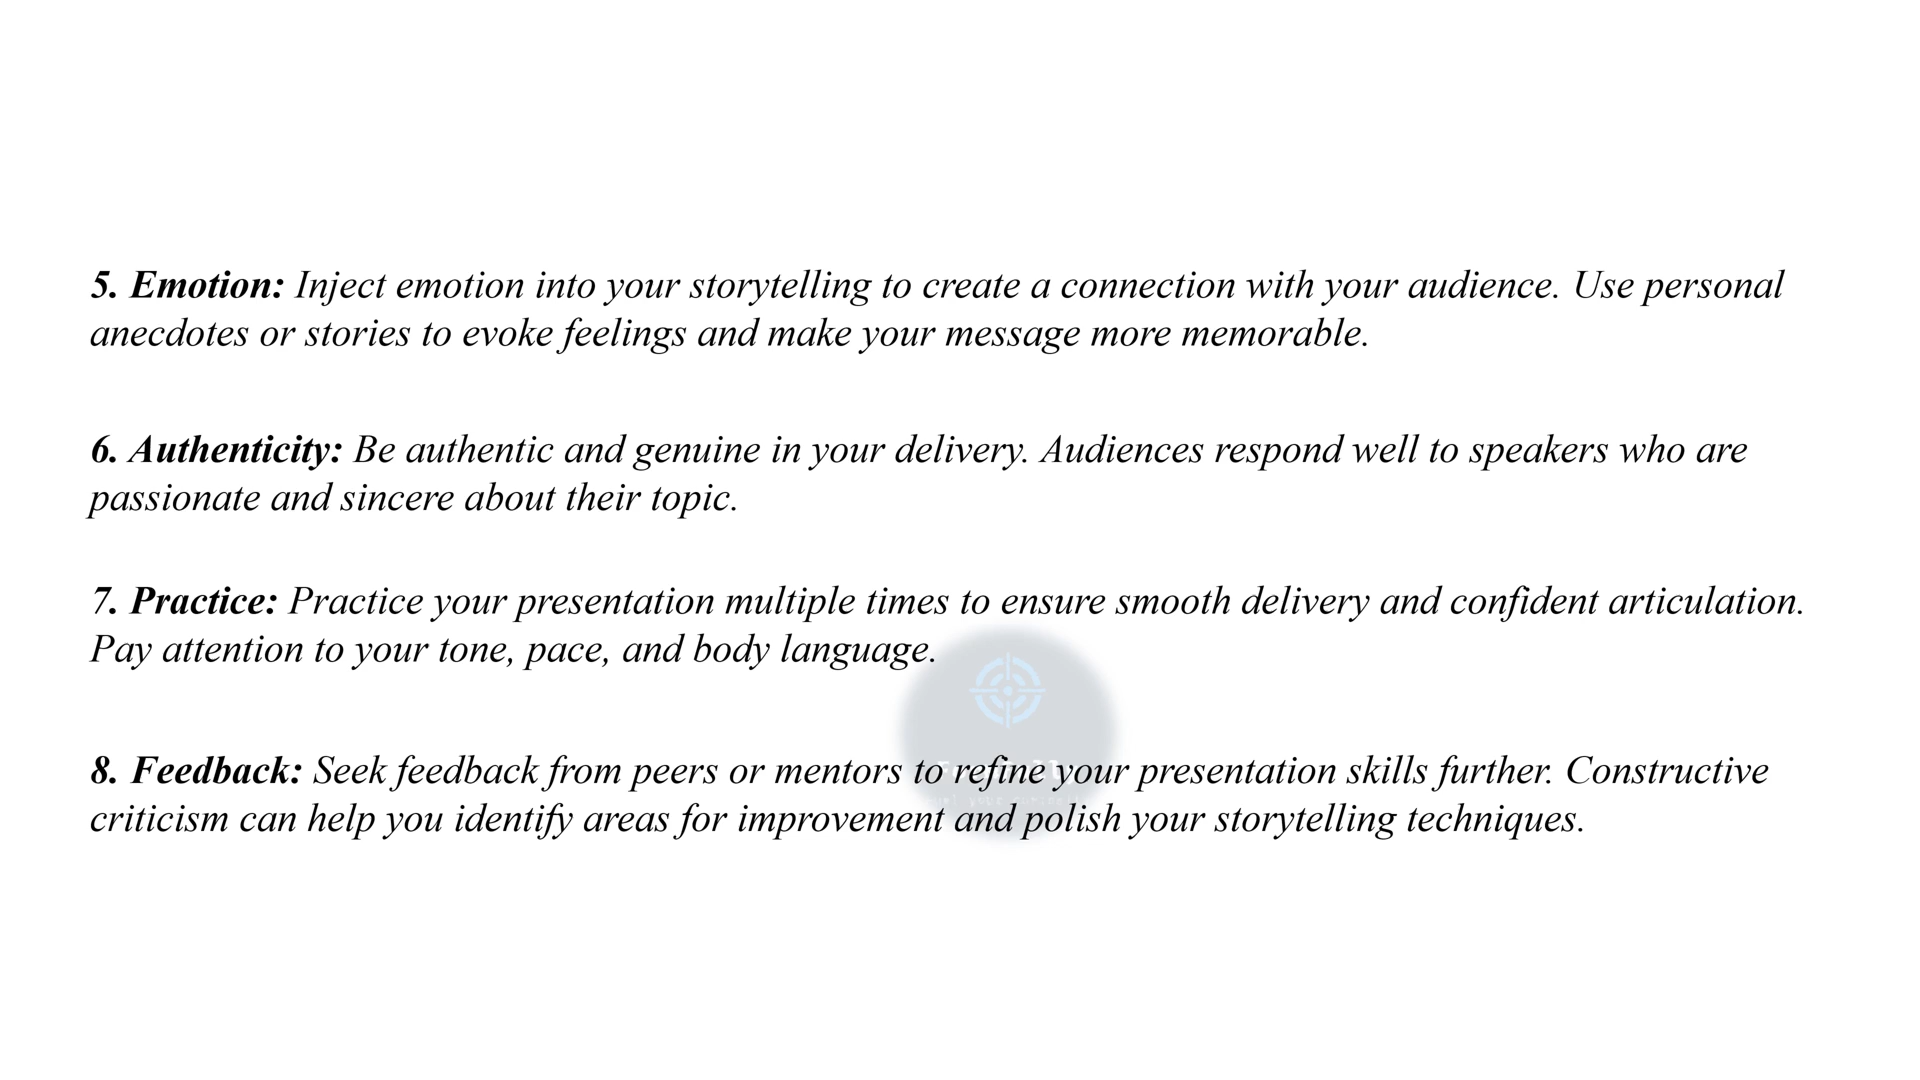 5. Emotion: Inject emotion into your storytelling to create a connection with your audience. Use personal
anecdotes or stories to evoke feelings and make your message more memorable.
6. Authenticity: Be authentic and genuine in your delivery. Audiences respond well to speakers who are
passionate and sincere about their topic.
7. Practice: Practice your presentation multiple times to ensure smooth delivery and confident articulation.
Pay attention to your tone, pace, and body language.
8. Feedback: Seek feedback from peers or mentors to refine your presentation skills further. Constructive
criticism can help you identify areas for improvement and polish your storytelling techniques.